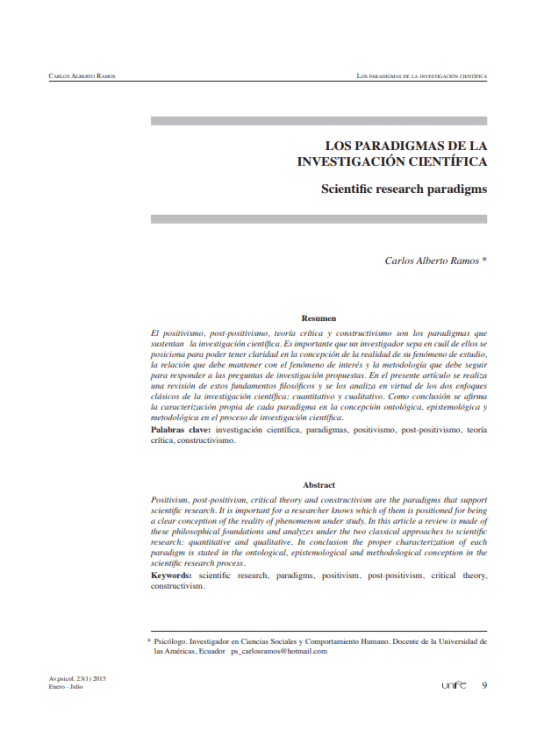 CARLOS ALBERTO RAMOS
LOS PARADIGMAS DE LA INVESTIGACIÓN CIENTÍFICA
LOS PARADIGMAS DE LA
INVESTIGACIÓN CIENTÍFICA
Scientific research paradigms
Carlos Alberto Ramos *
Resumen
El positivismo, post-positivismo, teoría crítica y constructivismo son los paradigmas que
sustentan la investigación científica. Es importante que un investigador sepa en cuál de ellos se
posiciona para poder tener claridad en la concepción de la realidad de su fenómeno de estudio,
la relación que debe mantener con el fenómeno de interés y la metodología que debe seguir
para responder a las preguntas de investigación propuestas. En el presente artículo se realiza
una revisión de estos fundamentos filosóficos y se los analiza en virtud de los dos enfoques
clásicos de la investigación científica: cuantitativo y cualitativo. Como conclusión se afirma
la caracterización propia de cada paradigma en la concepción ontológica, epistemológica y
metodológica en el proceso de investigación científica.
Palabras clave: investigación científica, paradigmas, positivismo, post-positivismo, teoría
crítica, constructivismo.
Abstract
Positivism, post-positivism, critical theory and constructivism are the paradigms that support
scientific research. It is important for a researcher knows which of them is positioned for being
a clear conception of the reality of phenomenon under study. In this article a review is made of
these philosophical foundations and analyzes under the two classical approaches to scientific
research: quantitative and qualitative. In conclusion the proper characterization of each
paradigm is stated in the ontological, epistemological and methodological conception in the
scientific research process.
Keywords: scientific research, paradigms, positivism, post-positivism, critical theory,
constructivism.
* Psicólogo. Investigador en Ciencias Sociales y Comportamiento Humano. Docente de la Universidad de
las Américas, Ecuador ps_carlosramos@hotmail.com
Av.psicol. 23(1) 2015
Enero - Julio
unifé 9